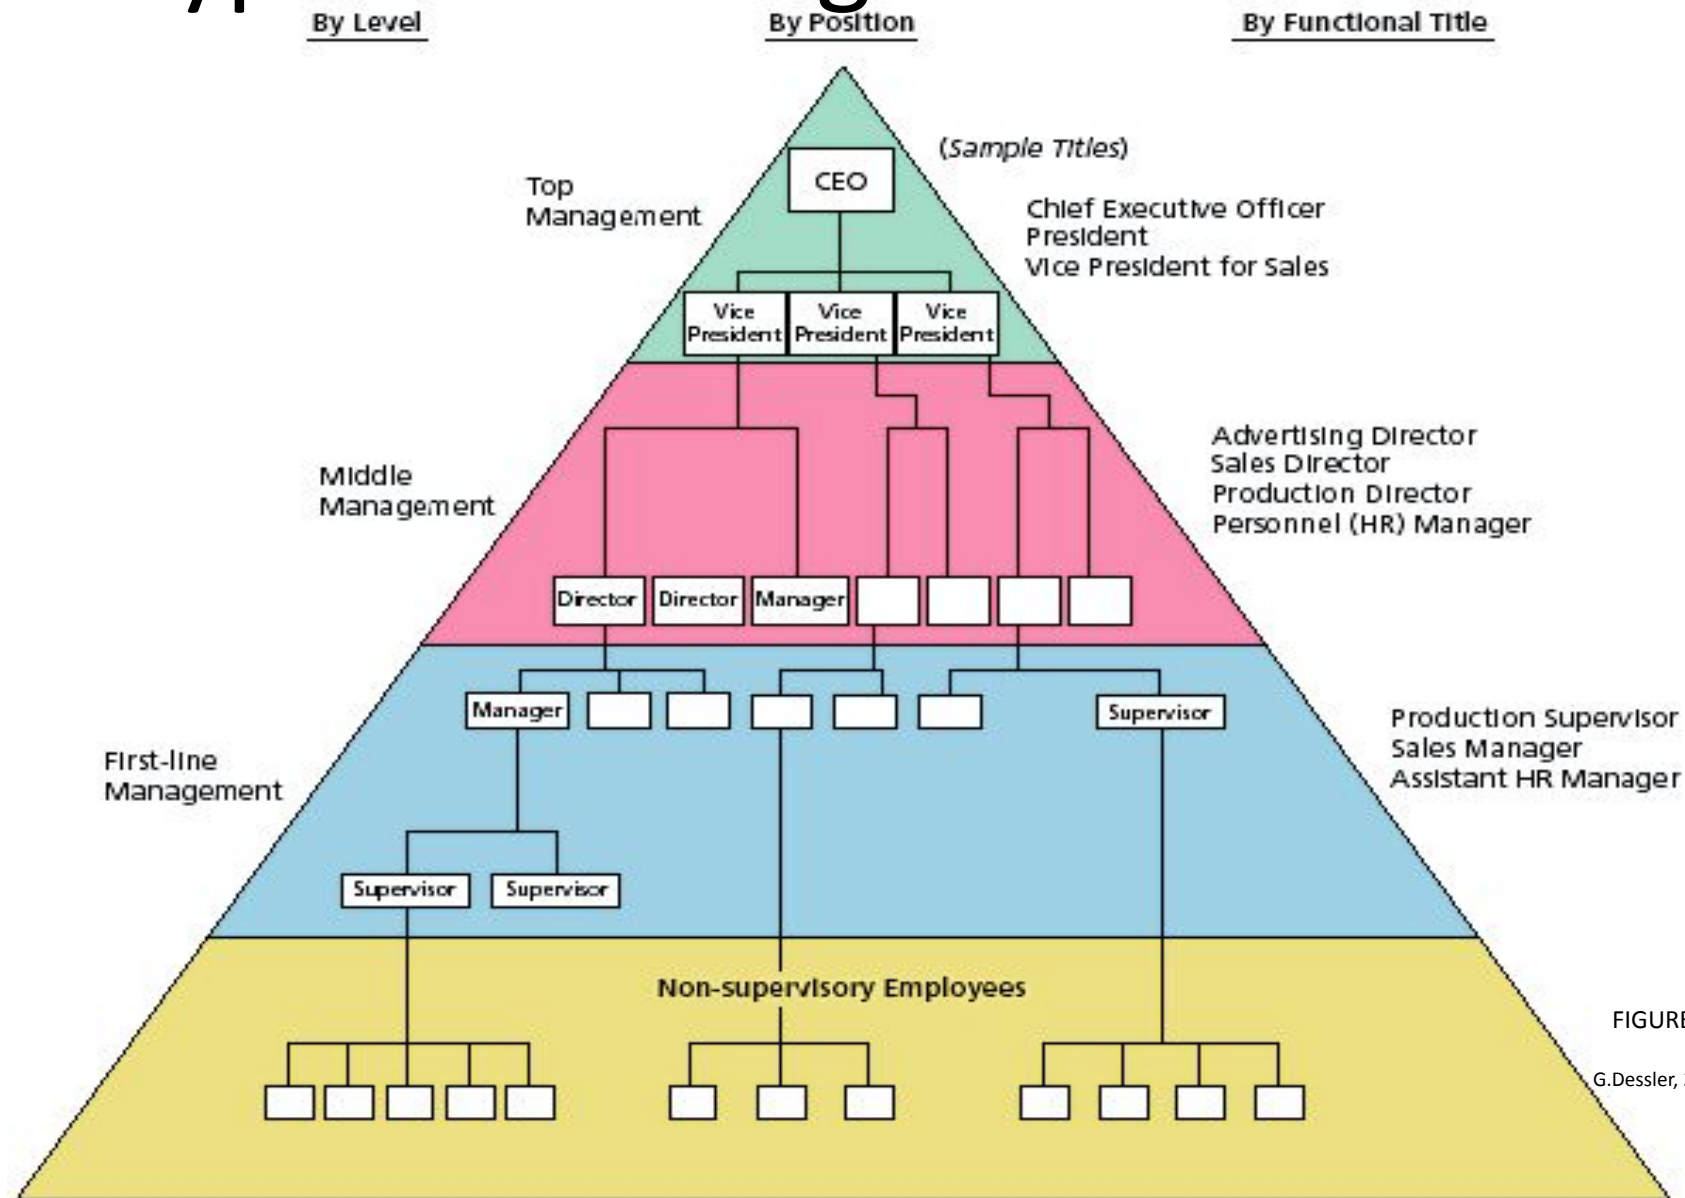 By Level
By Position
By Functional Title
(Sample Titles)
CEO
Top
Management
Chief Executive Officer
President
Vice President for Sales
Vice
President
Vice
President
Vice
President
Middle
Management
Advertising Director
Sales Director
Production Director
Personnel (HR) Manager
Director
Director
Manager
Manager
Supervisor
First-line
Management
Production Supervisor
Sales Manager
Assistant HR Manager
Supervisor
Supervisor
Non-supervisory Employees
FIGURE
G.Dessler,